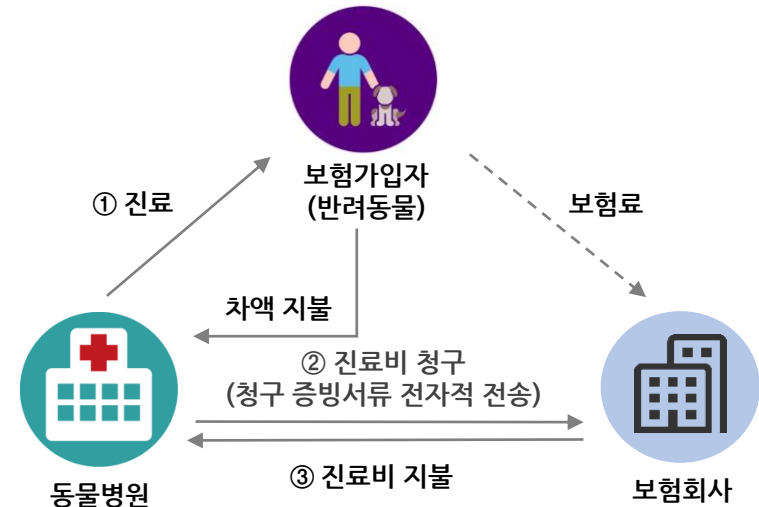 보험가입자
(반려동물)
① 진료
보험료
차액 지불
② 진료비 청구
(청구 증빙서류 전자적 전송)
③ 진료비 지불
동물병원
보험회사